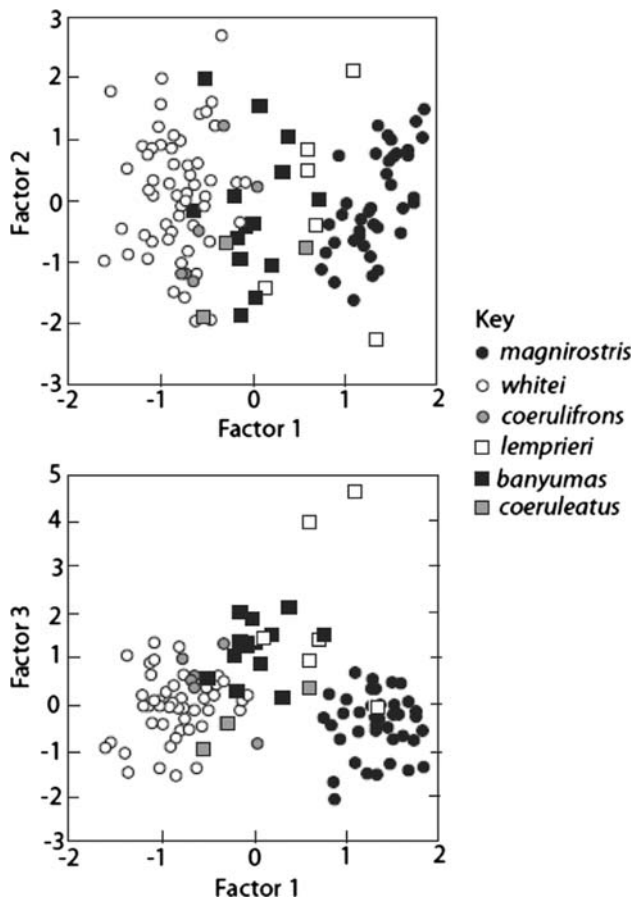 3
2
1
0
-1
-2
-3
Factor 2
-2
-1
0
1
2
Factor 1
Key
magnirostris
whitei
coerulifrons
lemprieri
banyumas
coeruleatus
5
4
3
2
1
0
-1
-2
-3
Factor 3
-2
-1
0
1
2
Factor 1